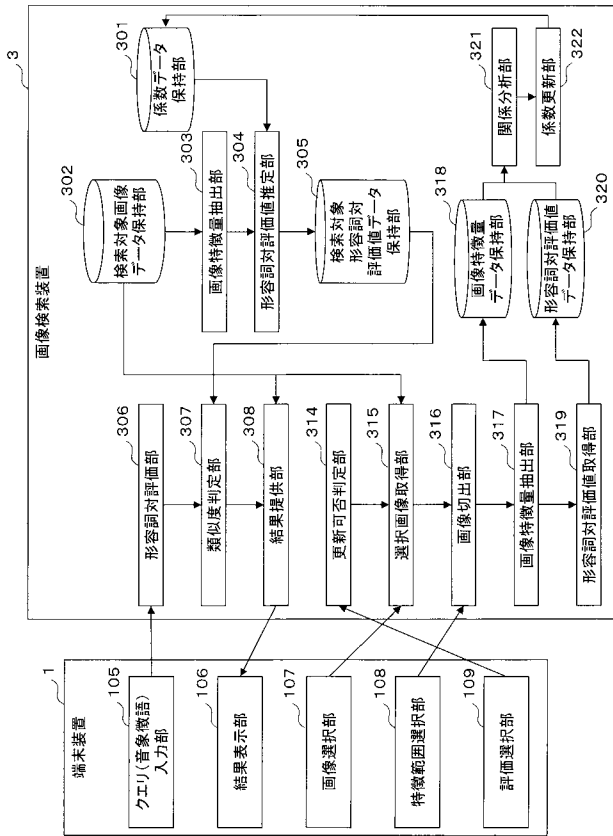 端末装置
1
105
クエリ(音象徴語)
入力部
106
結果表示部
107
画像選択部
108
特徴範囲選択部
109
評価選択部
画像検索装置
3
306
形容詞対評価部
307
類似度判定部
308
結果提供部
314
更新可否判定部
315
選択画像取得部
316
画像切出部
317
画像特徴量抽出部
319
形容詞対評価値取得部
302
検索対象画像
データ保持部
301
係数データ
保持部
303
画像特徴量抽出部
304
形容詞対評価値推定部
305
検索対象
形容詞対
評価値データ
保持部
318
画像特徴量
データ保持部
320
形容詞対評価値
データ保持部
321
関係分析部
322
係数更新部